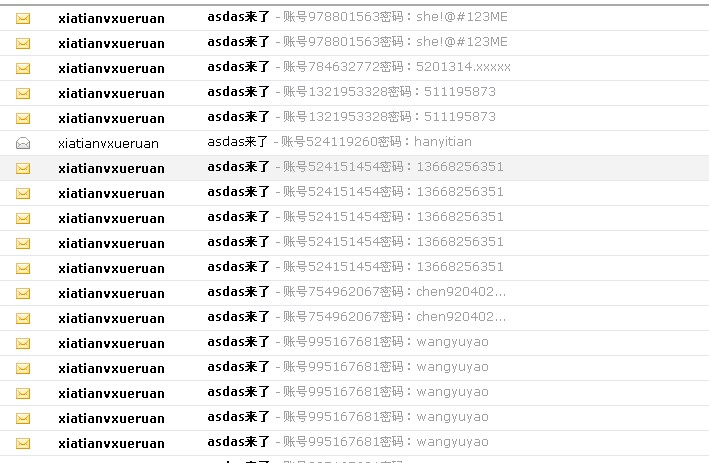 xiatianvxueruan asdas来了 - 账号978801563密码：she!@#123ME
xiatianvxueruan asdas来了 - 账号978801563密码：she!@#123ME
xiatianvxueruan asdas来了 - 账号784632772密码：5201314.xxxxx
xiatianvxueruan asdas来了 - 账号1321953328密码：511195873
xiatianvxueruan asdas来了 - 账号1321953328密码：511195873
xiatianvxueruan asdas来了 - 账号524119260密码：hanyitian
xiatianvxueruan asdas来了 - 账号524151454密码：13668256351
xiatianvxueruan asdas来了 - 账号524151454密码：13668256351
xiatianvxueruan asdas来了 - 账号524151454密码：13668256351
xiatianvxueruan asdas来了 - 账号524151454密码：13668256351
xiatianvxueruan asdas来了 - 账号524151454密码：13668256351
xiatianvxueruan asdas来了 - 账号754962067密码：chen920402...
xiatianvxueruan asdas来了 - 账号754962067密码：chen920402...
xiatianvxueruan asdas来了 - 账号995167681密码：wangyuyao
xiatianvxueruan asdas来了 - 账号995167681密码：wangyuyao
xiatianvxueruan asdas来了 - 账号995167681密码：wangyuyao
xiatianvxueruan asdas来了 - 账号995167681密码：wangyuyao
xiatianvxueruan asdas来了 - 账号995167681密码：wangyuyao